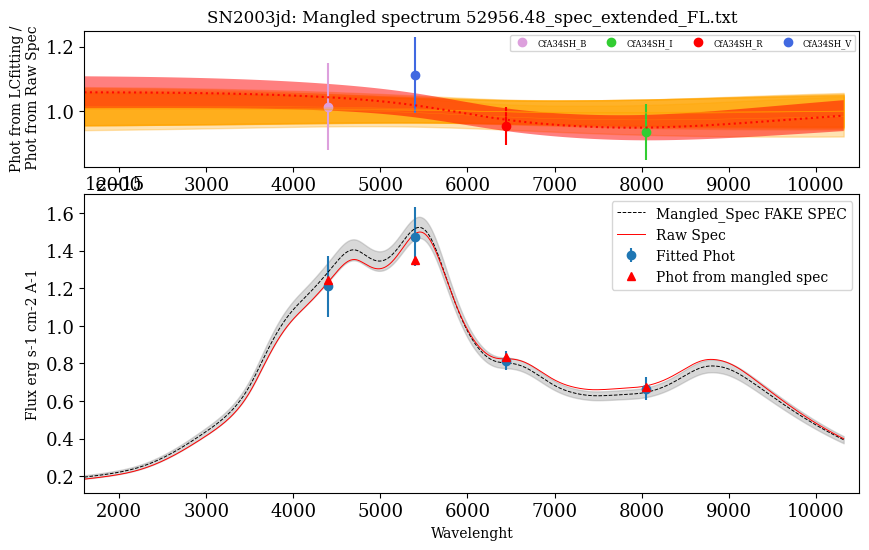 SN2003jd: Mangled spectrum 52956.48_spec_extended_FL.txt
Phot from LCfitting /
Phot from Raw Spec
1.2
1.0
CfA34SH_B CfA34SH_I CfA34SH_R CfA34SH_V
2000 3000 4000 5000 6000 7000 8000 9000 10000
1e−15
Flux erg s-1 cm-2 A-1
1.6
1.4
1.2
1.0
0.8
0.6
0.4
0.2
Mangled_Spec FAKE SPEC
Raw Spec
Fitted Phot
Phot from mangled spec
2000 3000 4000 5000 6000 7000 8000 9000 10000
Wavelenght